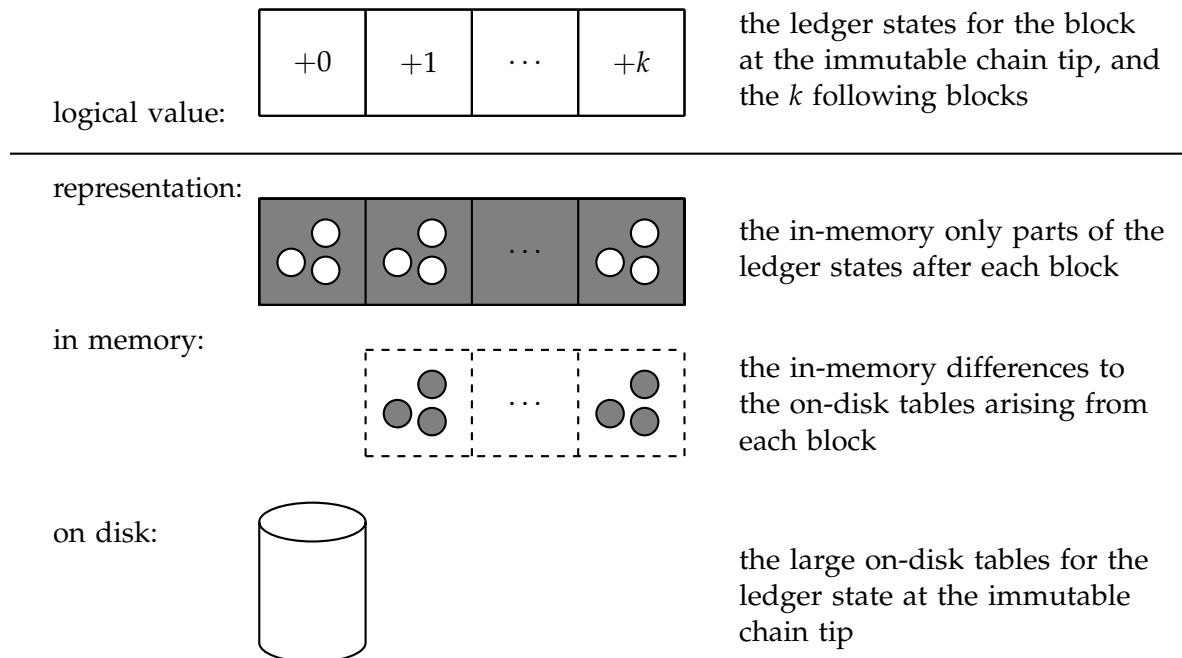 +0 +1 ··· +k
the ledger states for the block
at the immutable chain tip, and
the k following blocks
logical value:
representation:
···
the in-memory only parts of the
ledger states after each block
in memory:
···
the in-memory differences to
the on-disk tables arising from
each block
on disk:
the large on-disk tables for the
ledger state at the immutable
chain tip